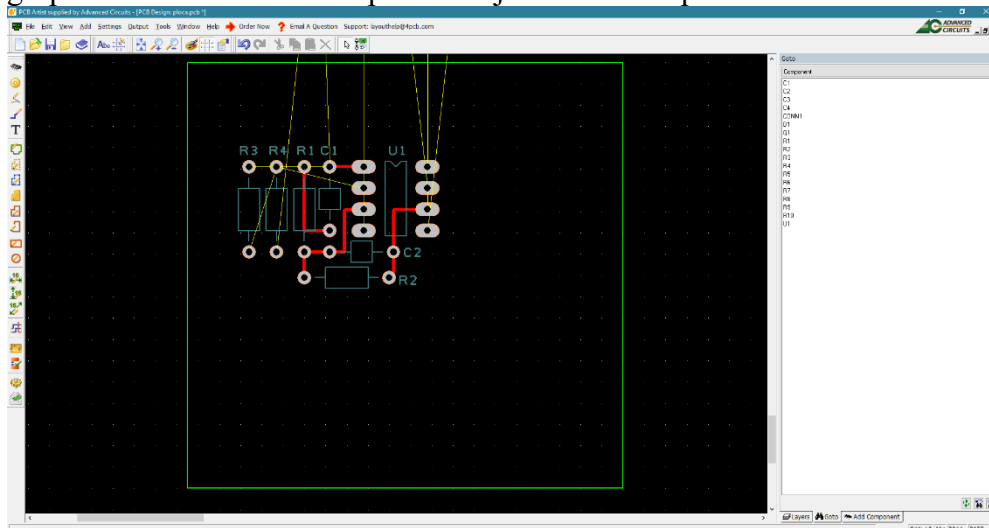 PCB Artist supplied by Advanced Circuits - [PCB Design: ploca.pcb *]
File Edit View Add Settings Output Tools Window Help Order Now ? Email A Question Support: layouthelp@4pcb.com
ADVANCED CIRCUITS
Abc
Goto
Component
C1
C2
C3
C4
CONN1
D1
Q1
R1
R2
R3
R4
R5
R6
R7
R8
R9
R10
U1
R3 R4 R1 C1 U1
C2
R2
T
Layers Goto Add Component